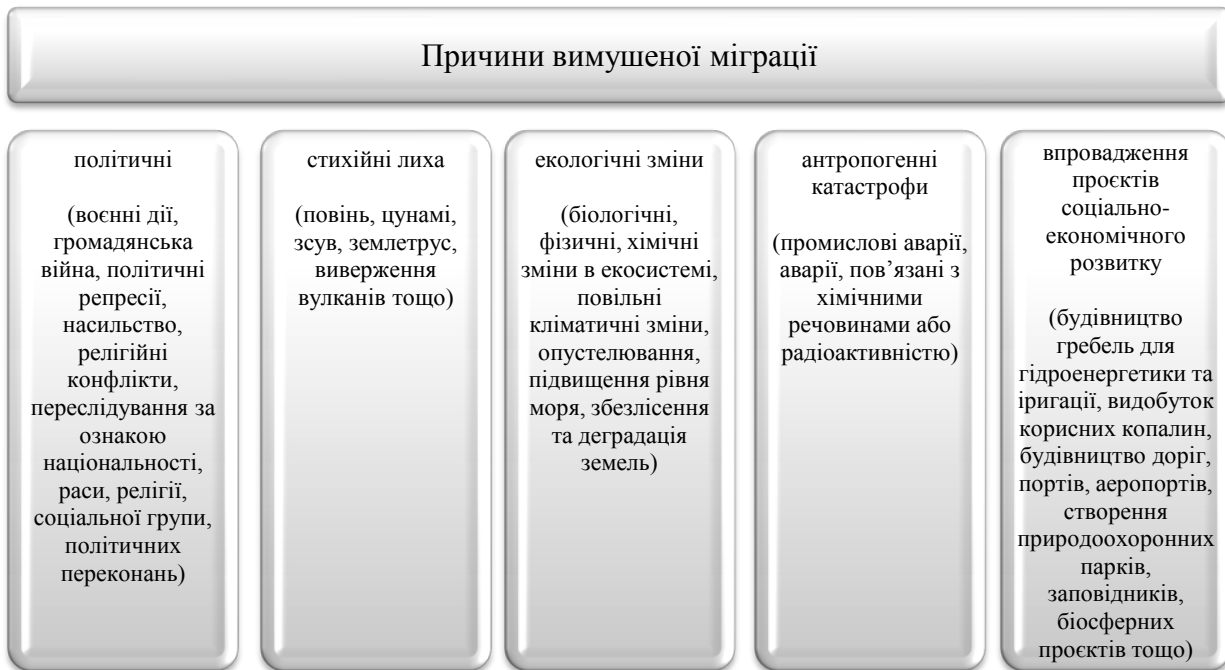 Причини вимушеної міграції
політичні
(воєнні дії,
громадянська
війна, політичні
репресії,
насильство,
релігійні
конфлікти,
переслідування за
ознакою
національності,
раси, релігії,
соціальної групи,
політичних
переконань)
стихійні лиха
(повінь, цунамі,
зсув, землетрус,
виверження
вулканів тощо)
екологічні зміни
(біологічні,
фізичні, хімічні
зміни в екосистемі,
повільні
кліматичні зміни,
опустелювання,
підвищення рівня
моря, збезлісення
та деградація
земель)
антропогенні
катастрофи
(промислові аварії,
аварії, пов’язані з
хімічними
речовинами або
радіоактивністю)
впровадження
проєктів
соціально-
економічного
розвитку
(будівництво
гребель для
гідроенергетики та
іригації, видобуток
корисних копалин,
будівництво доріг,
портів, аеропортів,
створення
природоохоронних
парків,
заповідників,
біосферних
проєктів тощо)